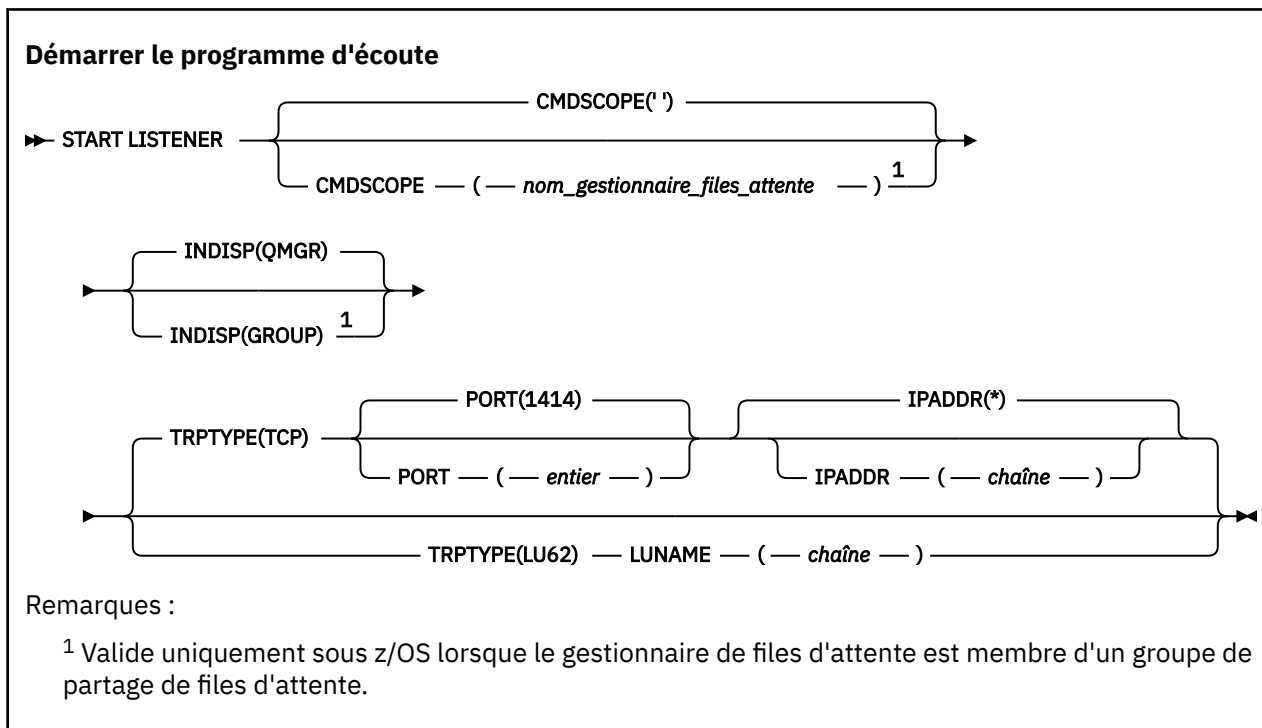 Démarrer le programme d'écoute
CMDSCOPE(' ')
START LISTENER
CMDSCOPE ( nom_gestionnaire_files_attente ) 1
INDISP(QMGR)
INDISP(GROUP) 1
PORT(1414) IPADDR(*)
TRPTYPE(TCP)
PORT ( entier ) IPADDR ( chaîne )
TRPTYPE(LU62) LUNAME ( chaîne )
Remarques :
1 Valide uniquement sous z/OS lorsque le gestionnaire de files d'attente est membre d'un groupe de
partage de files d'attente.